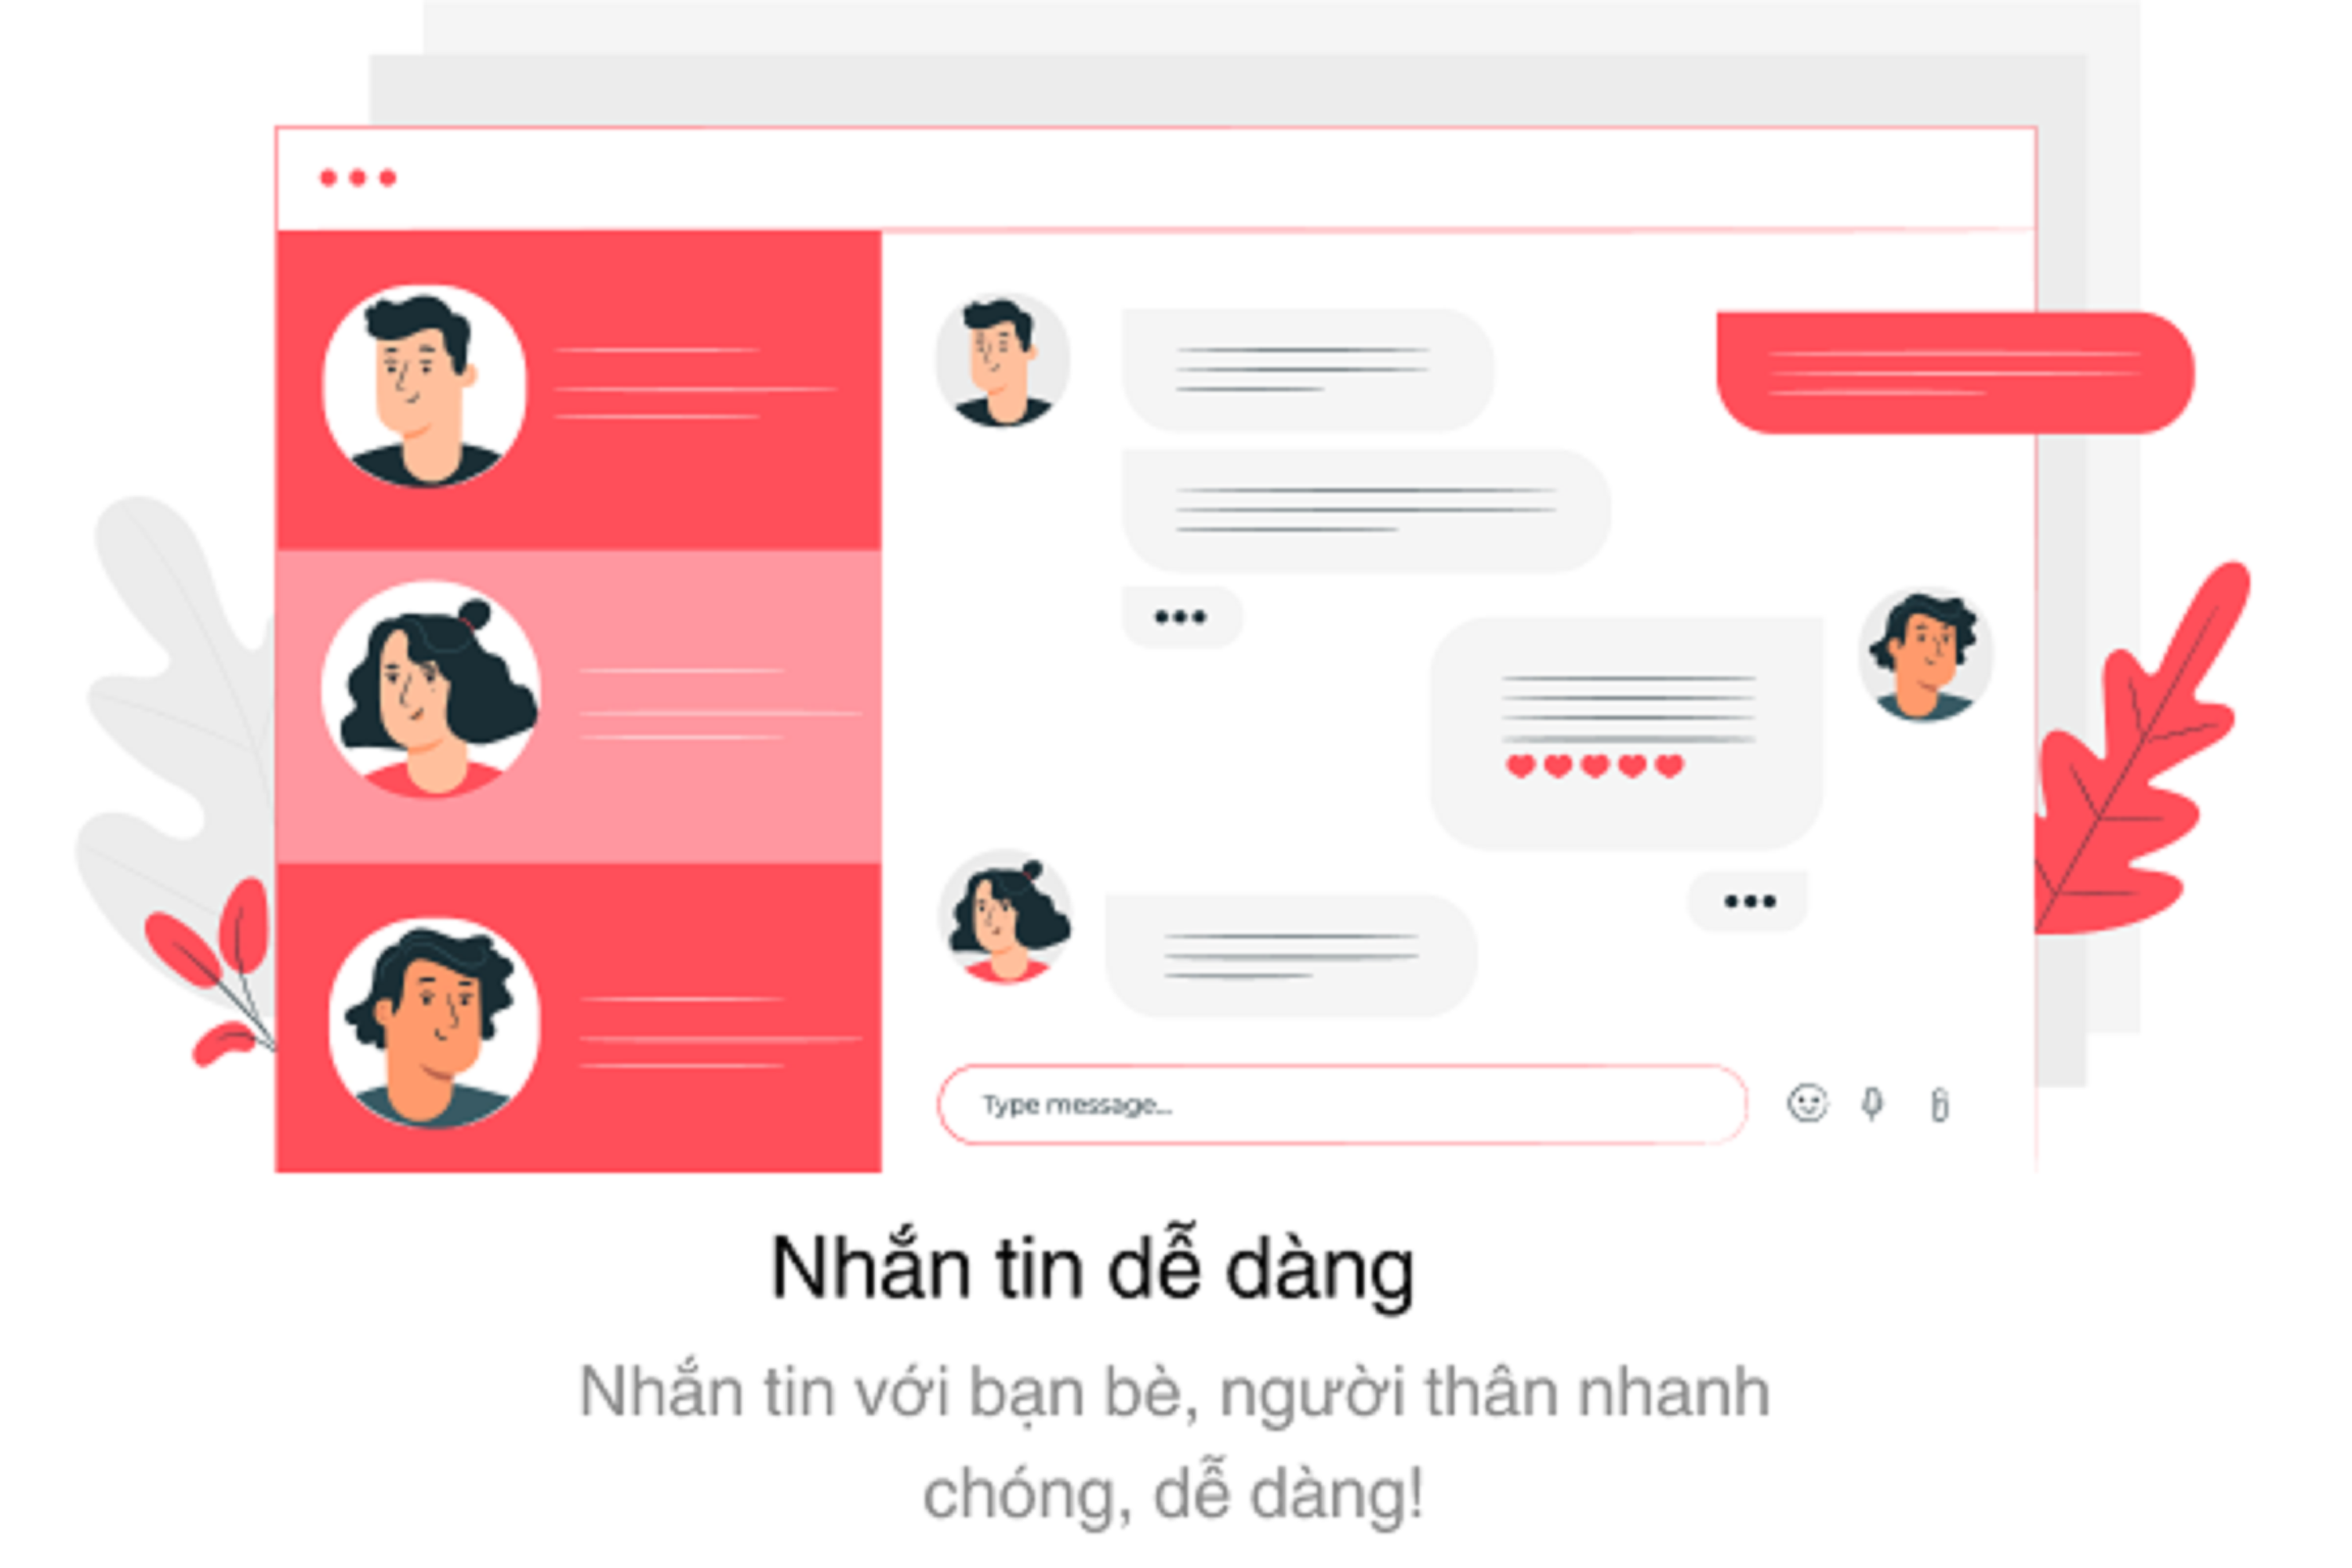 Type message...
Nhắn tin dễ dàng
Nhắn tin với bạn bè, người thân nhanh
chóng, dễ dàng!